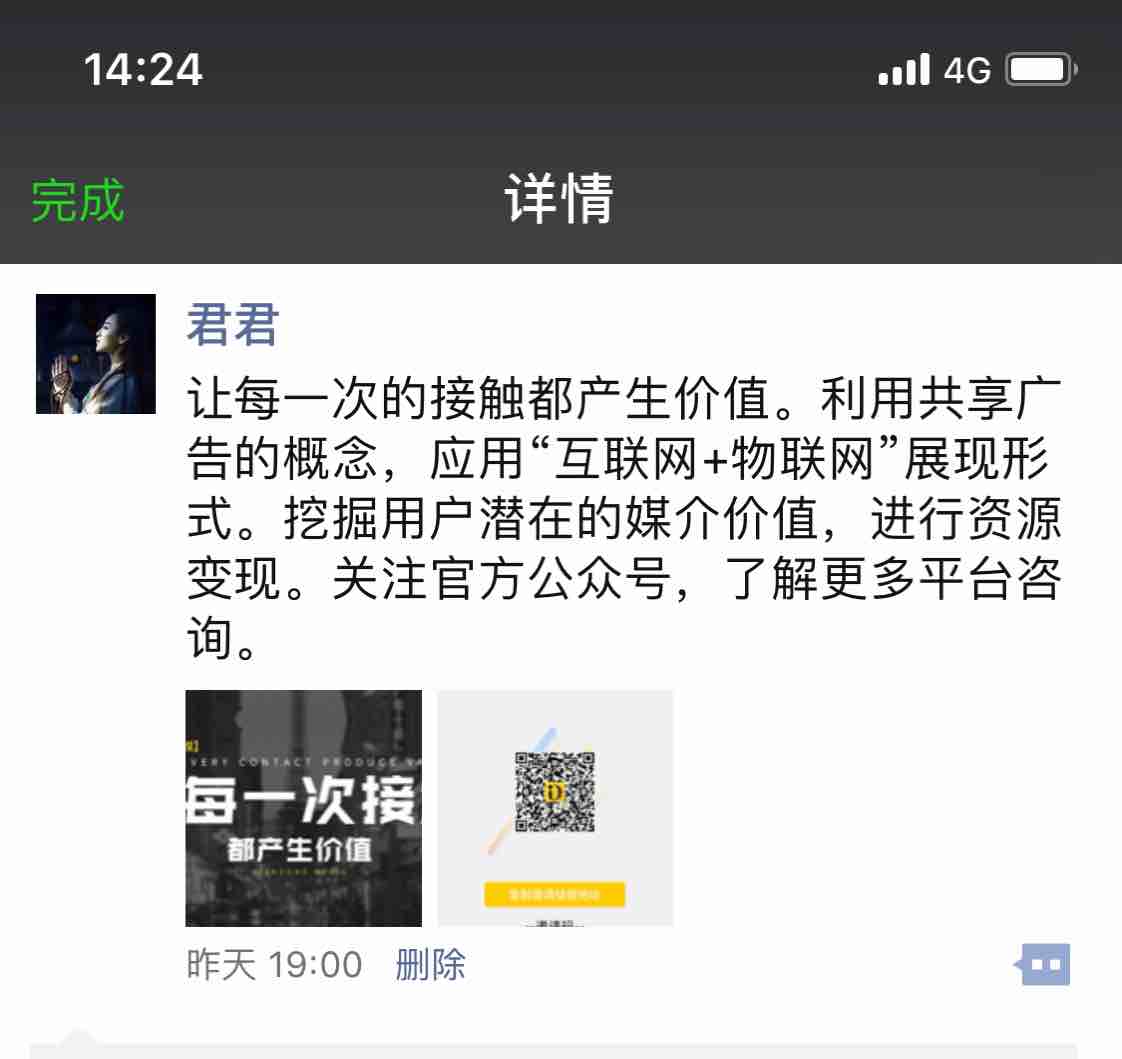 14:24
4G
完成
详情
君君
让每一次的接触都产生价值。利用共享广
告的概念，应用“互联网+物联网”展现形
式。挖掘用户潜在的媒介价值，进行资源
变现。关注官方公众号，了解更多平台咨
询。
VERY CONTACT PRODUCE VA
每一次接
都产生价值
昨天 19:00
删除